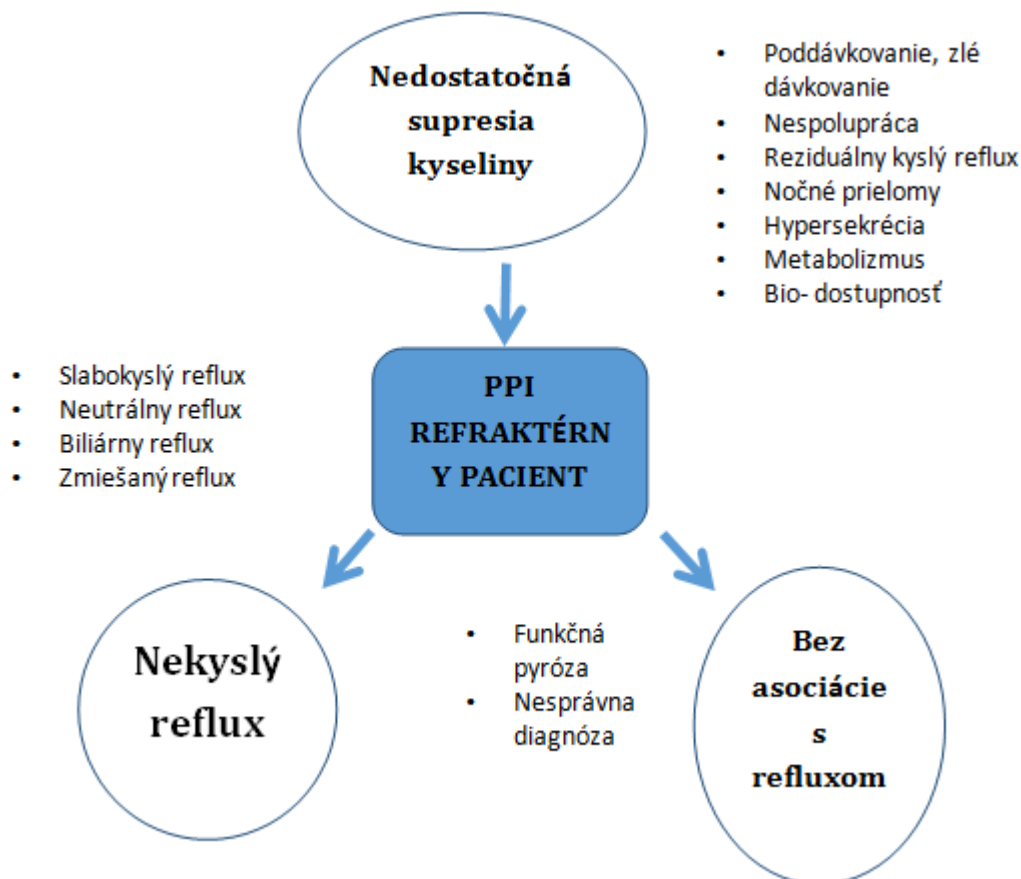 Nedostatočná
supresia
kyseliny
• Poddávkovanie, zlé
dávkovanie
• Nespolupráca
• Reziduálny kyslý reflux
• Nočné prielomy
• Hypersekrécia
• Metabolizmus
• Bio- dostupnosť
• Slabokyslý reflux
• Neutrálny reflux
• Biliárny reflux
• Zmiešaný reflux
PPI
REFRAKTÉRN
Y PACIENT
Nekyslý
reflux
• Funkčná
pyróza
• Nesprávna
diagnóza
Bez
asociácie
s
refluxom